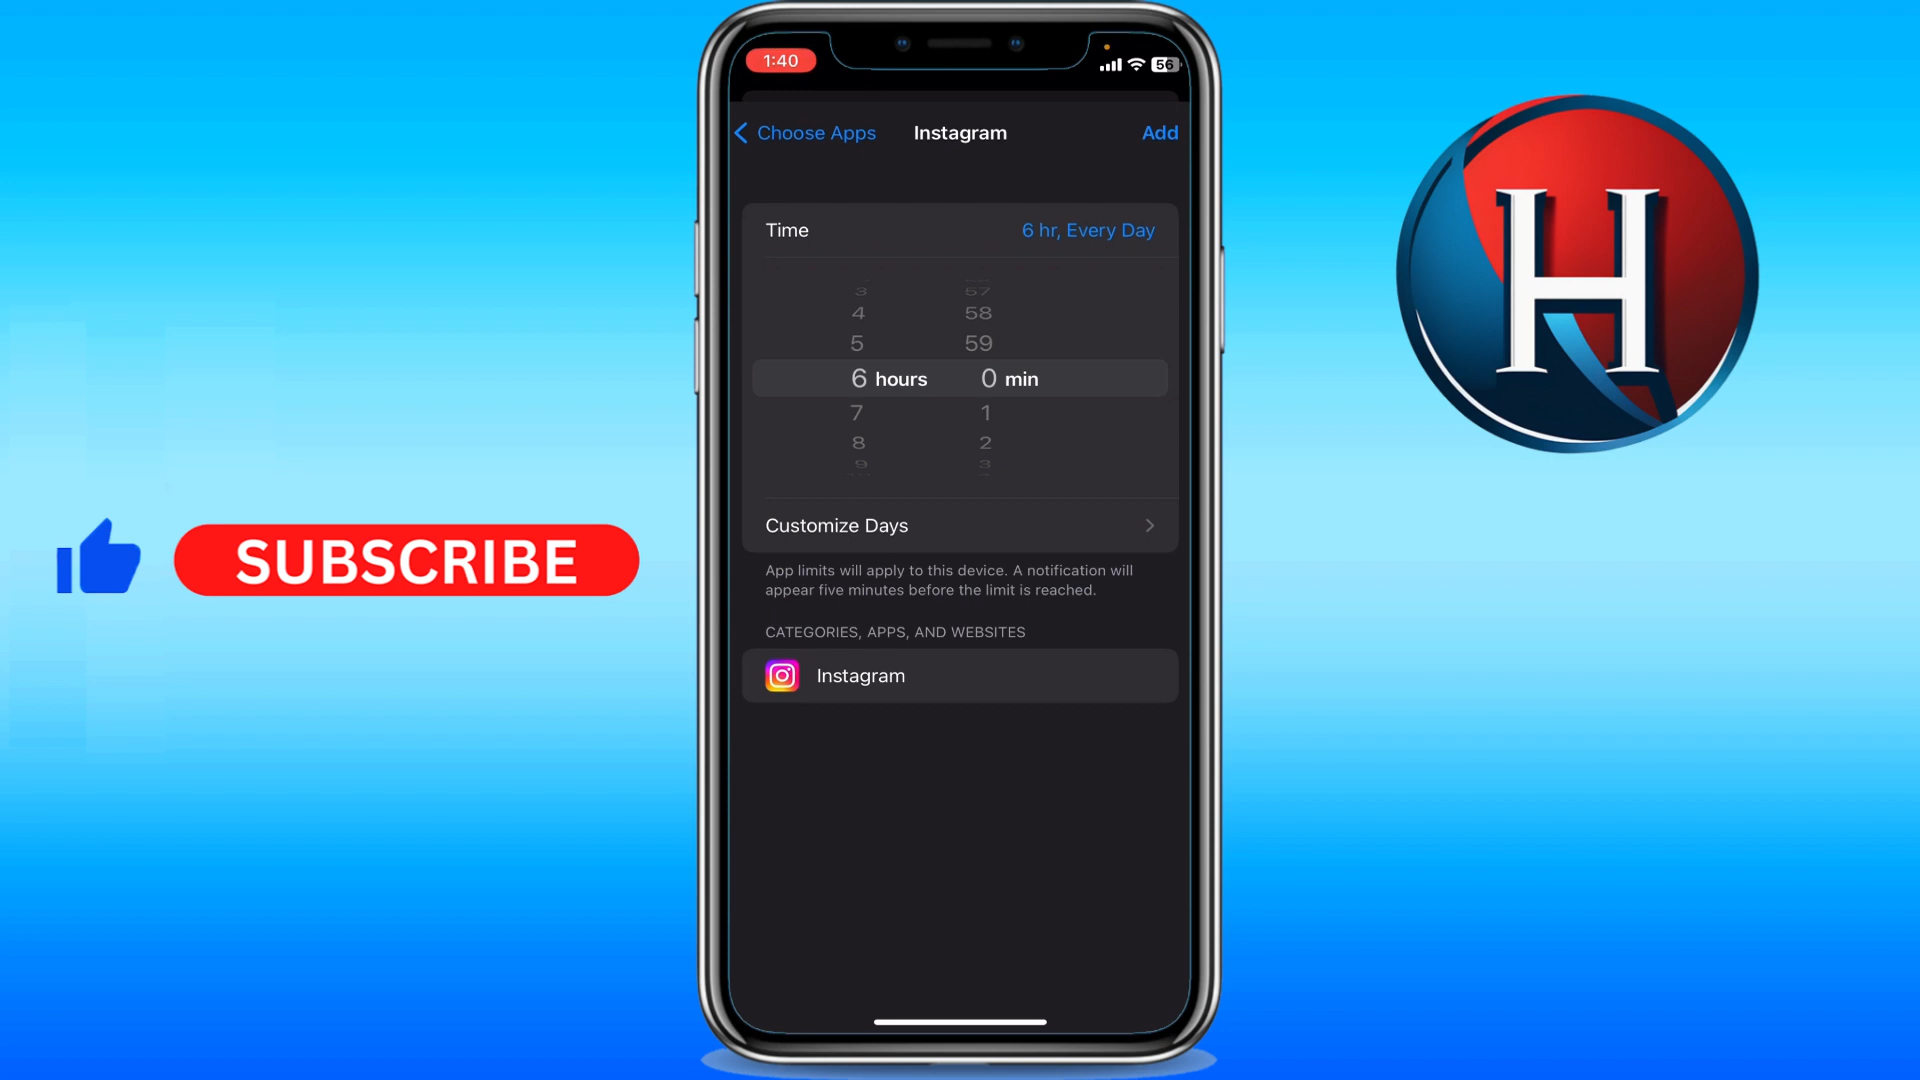 1:40
56
Choose Apps
Instagram
Add
Time
6 hr, Every Day
3 57
4 58
5 59
6 hours 0 min
7 1
8 2
9 3
Customize Days
App limits will apply to this device. A notification will
appear five minutes before the limit is reached.
CATEGORIES, APPS, AND WEBSITES
Instagram
SUBSCRIBE
H